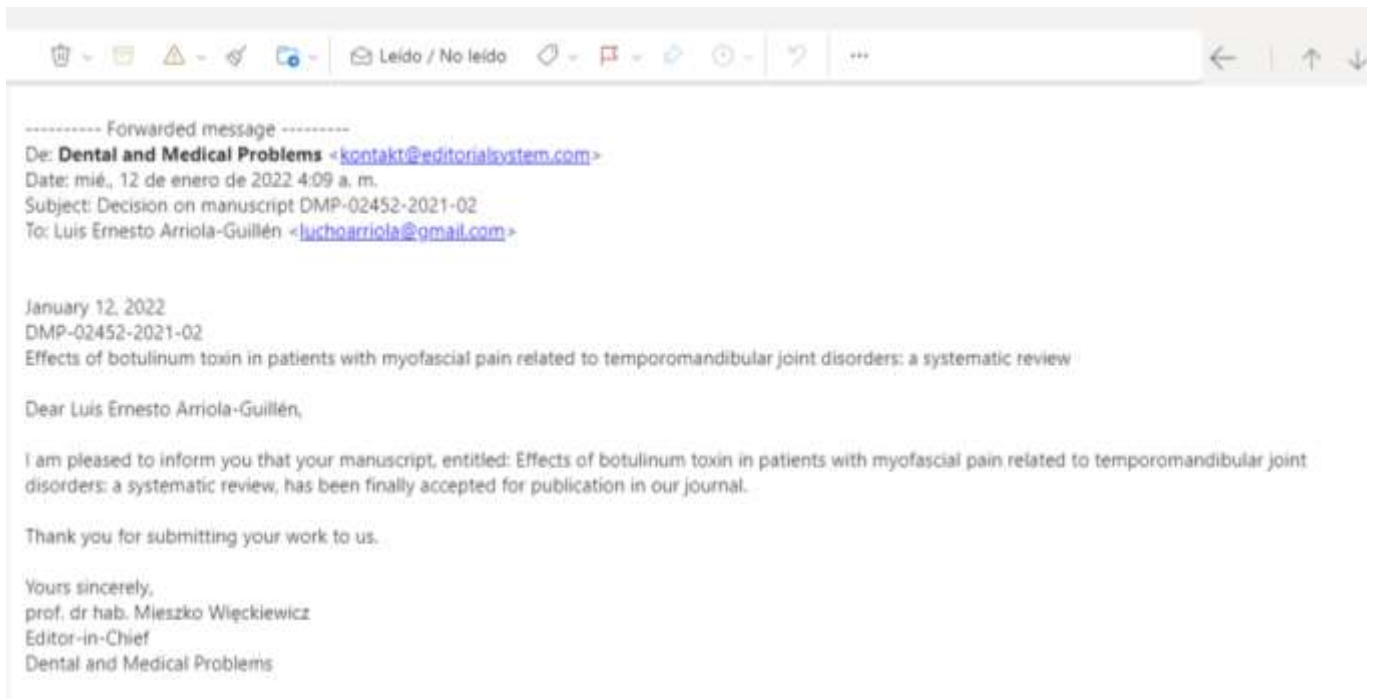 Leído / No leído
---------- Forwarded message ---------
De: Dental and Medical Problems <kontakt@editorialsystem.com>
Date: mié., 12 de enero de 2022 4:09 a. m.
Subject: Decision on manuscript DMP-02452-2021-02
To: Luis Ernesto Arriola-Guillén <luchoarriola@gmail.com>
January 12, 2022
DMP-02452-2021-02
Effects of botulinum toxin in patients with myofascial pain related to temporomandibular joint disorders: a systematic review
Dear Luis Ernesto Arriola-Guillén,
I am pleased to inform you that your manuscript, entitled: Effects of botulinum toxin in patients with myofascial pain related to temporomandibular joint
disorders: a systematic review, has been finally accepted for publication in our journal.
Thank you for submitting your work to us.
Yours sincerely,
prof. dr hab. Mieszko Więckiewicz
Editor-in-Chief
Dental and Medical Problems